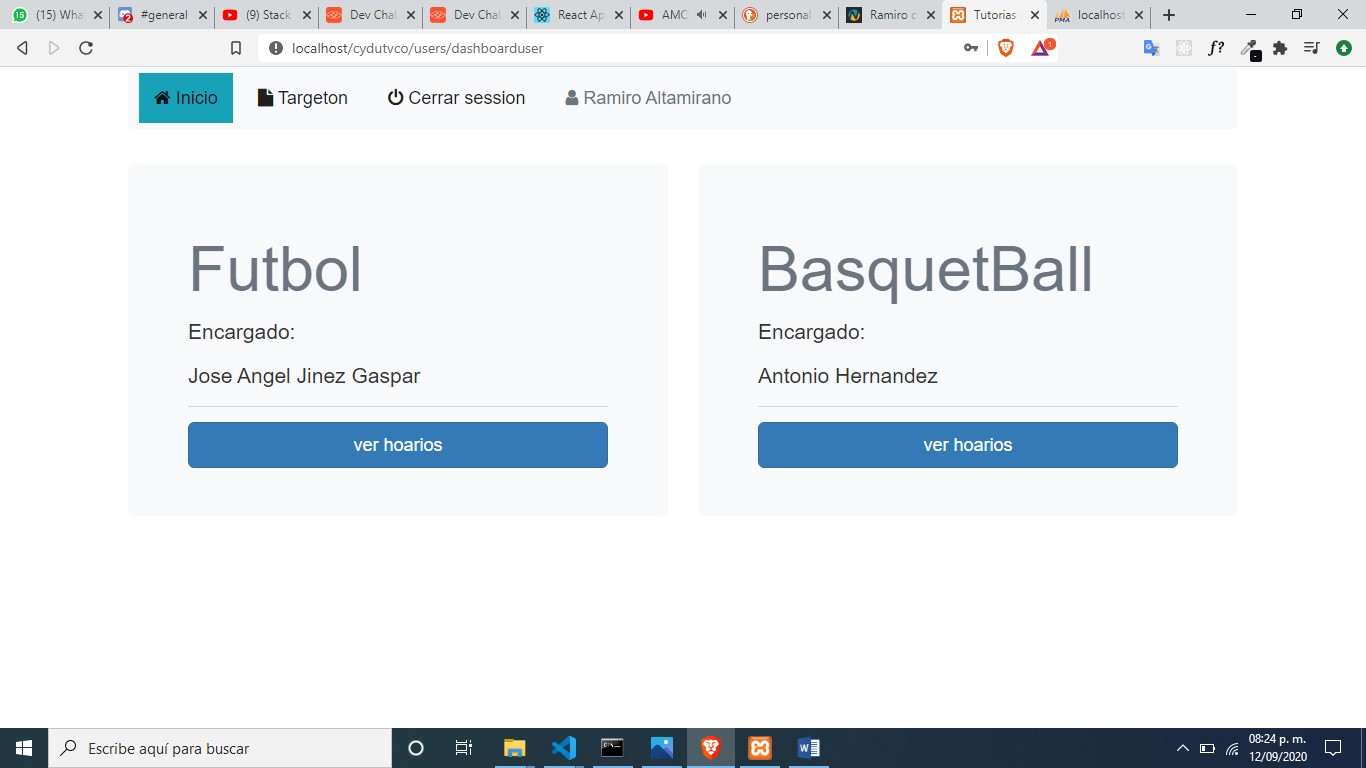 (15) Wha
#general
(9) Stack
Dev Chal
Dev Chal
React Ap
AMC
personal
Ramiro c
Tutorias
localhost
localhost/cydutvco/users/dashboarduser
f?
1
Inicio
Targeton
Cerrar session
Ramiro Altamirano
Futbol
Encargado:
Jose Angel Jinez Gaspar
ver hoarios
BasquetBall
Encargado:
Antonio Hernandez
ver hoarios
Escribe aquí para buscar
08:24 p. m.
12/09/2020